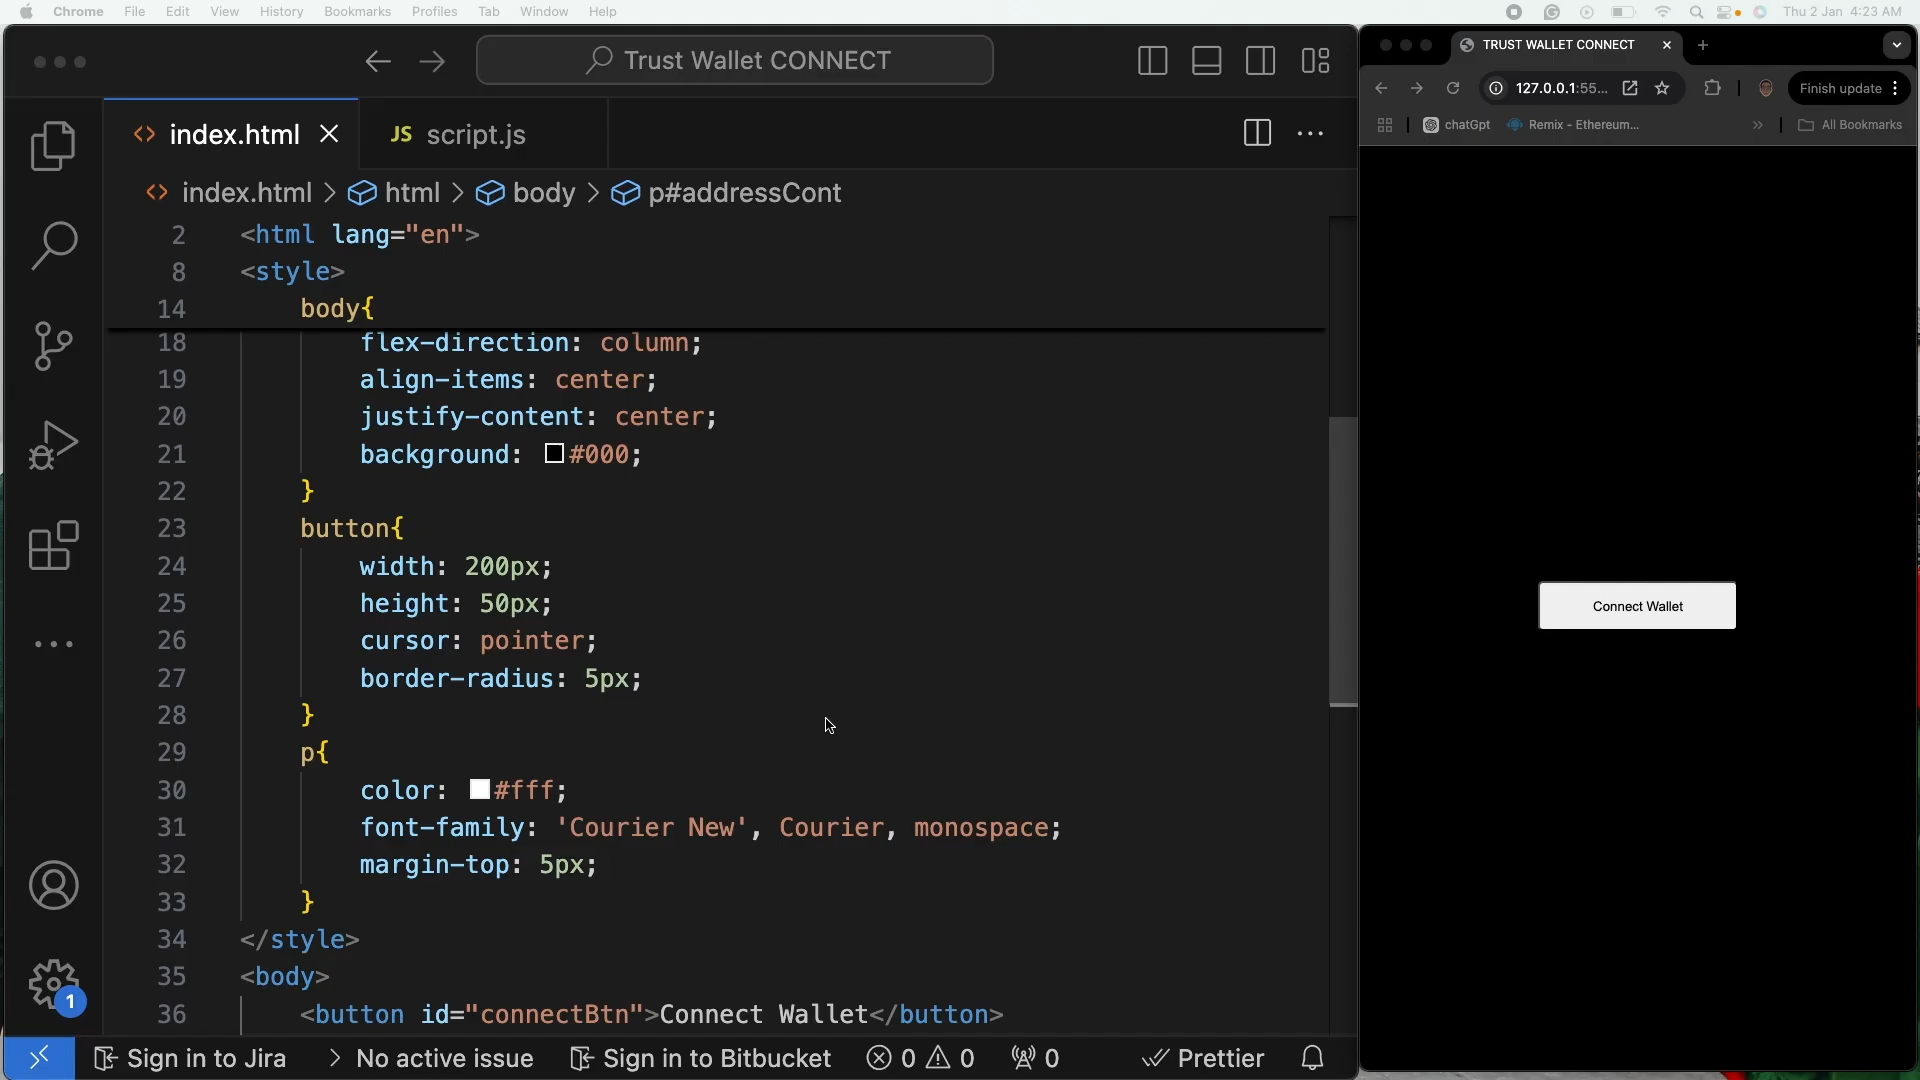 Chrome File Edit View History Bookmarks Profiles Tab Window Help Thu 2 Jan 4:23 AM
Trust Wallet CONNECT
index.html
JS script.js
index.html > html > body > p#addressCont
2 <html lang="en">
8 <style>
14 body{
18 flex-direction: column;
19 align-items: center;
20 justify-content: center;
21 background: #000;
22 }
23 button{
24 width: 200px;
25 height: 50px;
26 cursor: pointer;
27 border-radius: 5px;
28 }
29 p{
30 color: #fff;
31 font-family: 'Courier New', Courier, monospace;
32 margin-top: 5px;
33 }
34 </style>
35 <body>
36 <button id="connectBtn">Connect Wallet</button>
1
Sign in to Jira > No active issue Sign in to Bitbucket 0 0 0 Prettier
TRUST WALLET CONNECT
127.0.0.1:55... Finish update
chatGpt Remix - Ethereum... » All Bookmarks
Connect Wallet